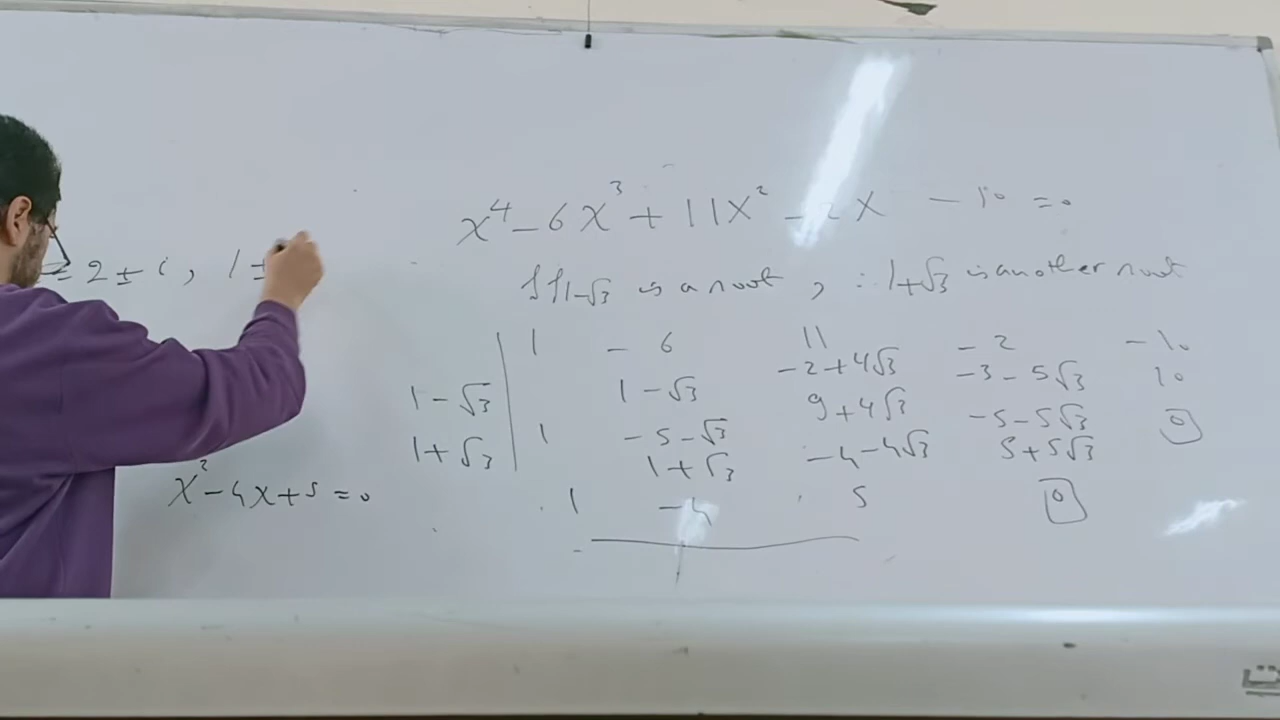 x⁴ - 6x³ + 11x² - 2x - 10 = 0
1-√3 is a root, ∴ 1+√3 is another root
= 2 ± i, 1 ±
1 - 6 11 - 2 - 10
1 - √3 1 - √3 - 2 + 4√3 - 3 - 5√3 10
1 - 5 - √3 9 + 4√3 - 5 - 5√3 0
1 + √3 1 + √3 - 4 - 4√3 5 + 5√3
x² - 4x + 5 = 0
1 - 4 5 0
ت